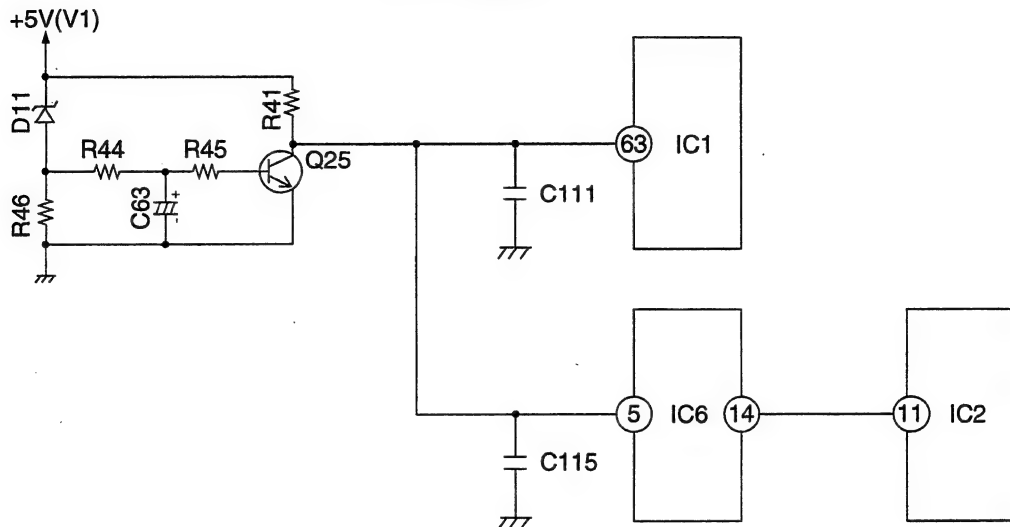 +5V(V1)
D11
R41
R44
R45
Q25
R46
C63
+
-
C111
63
IC1
C115
5
IC6
14
11
IC2